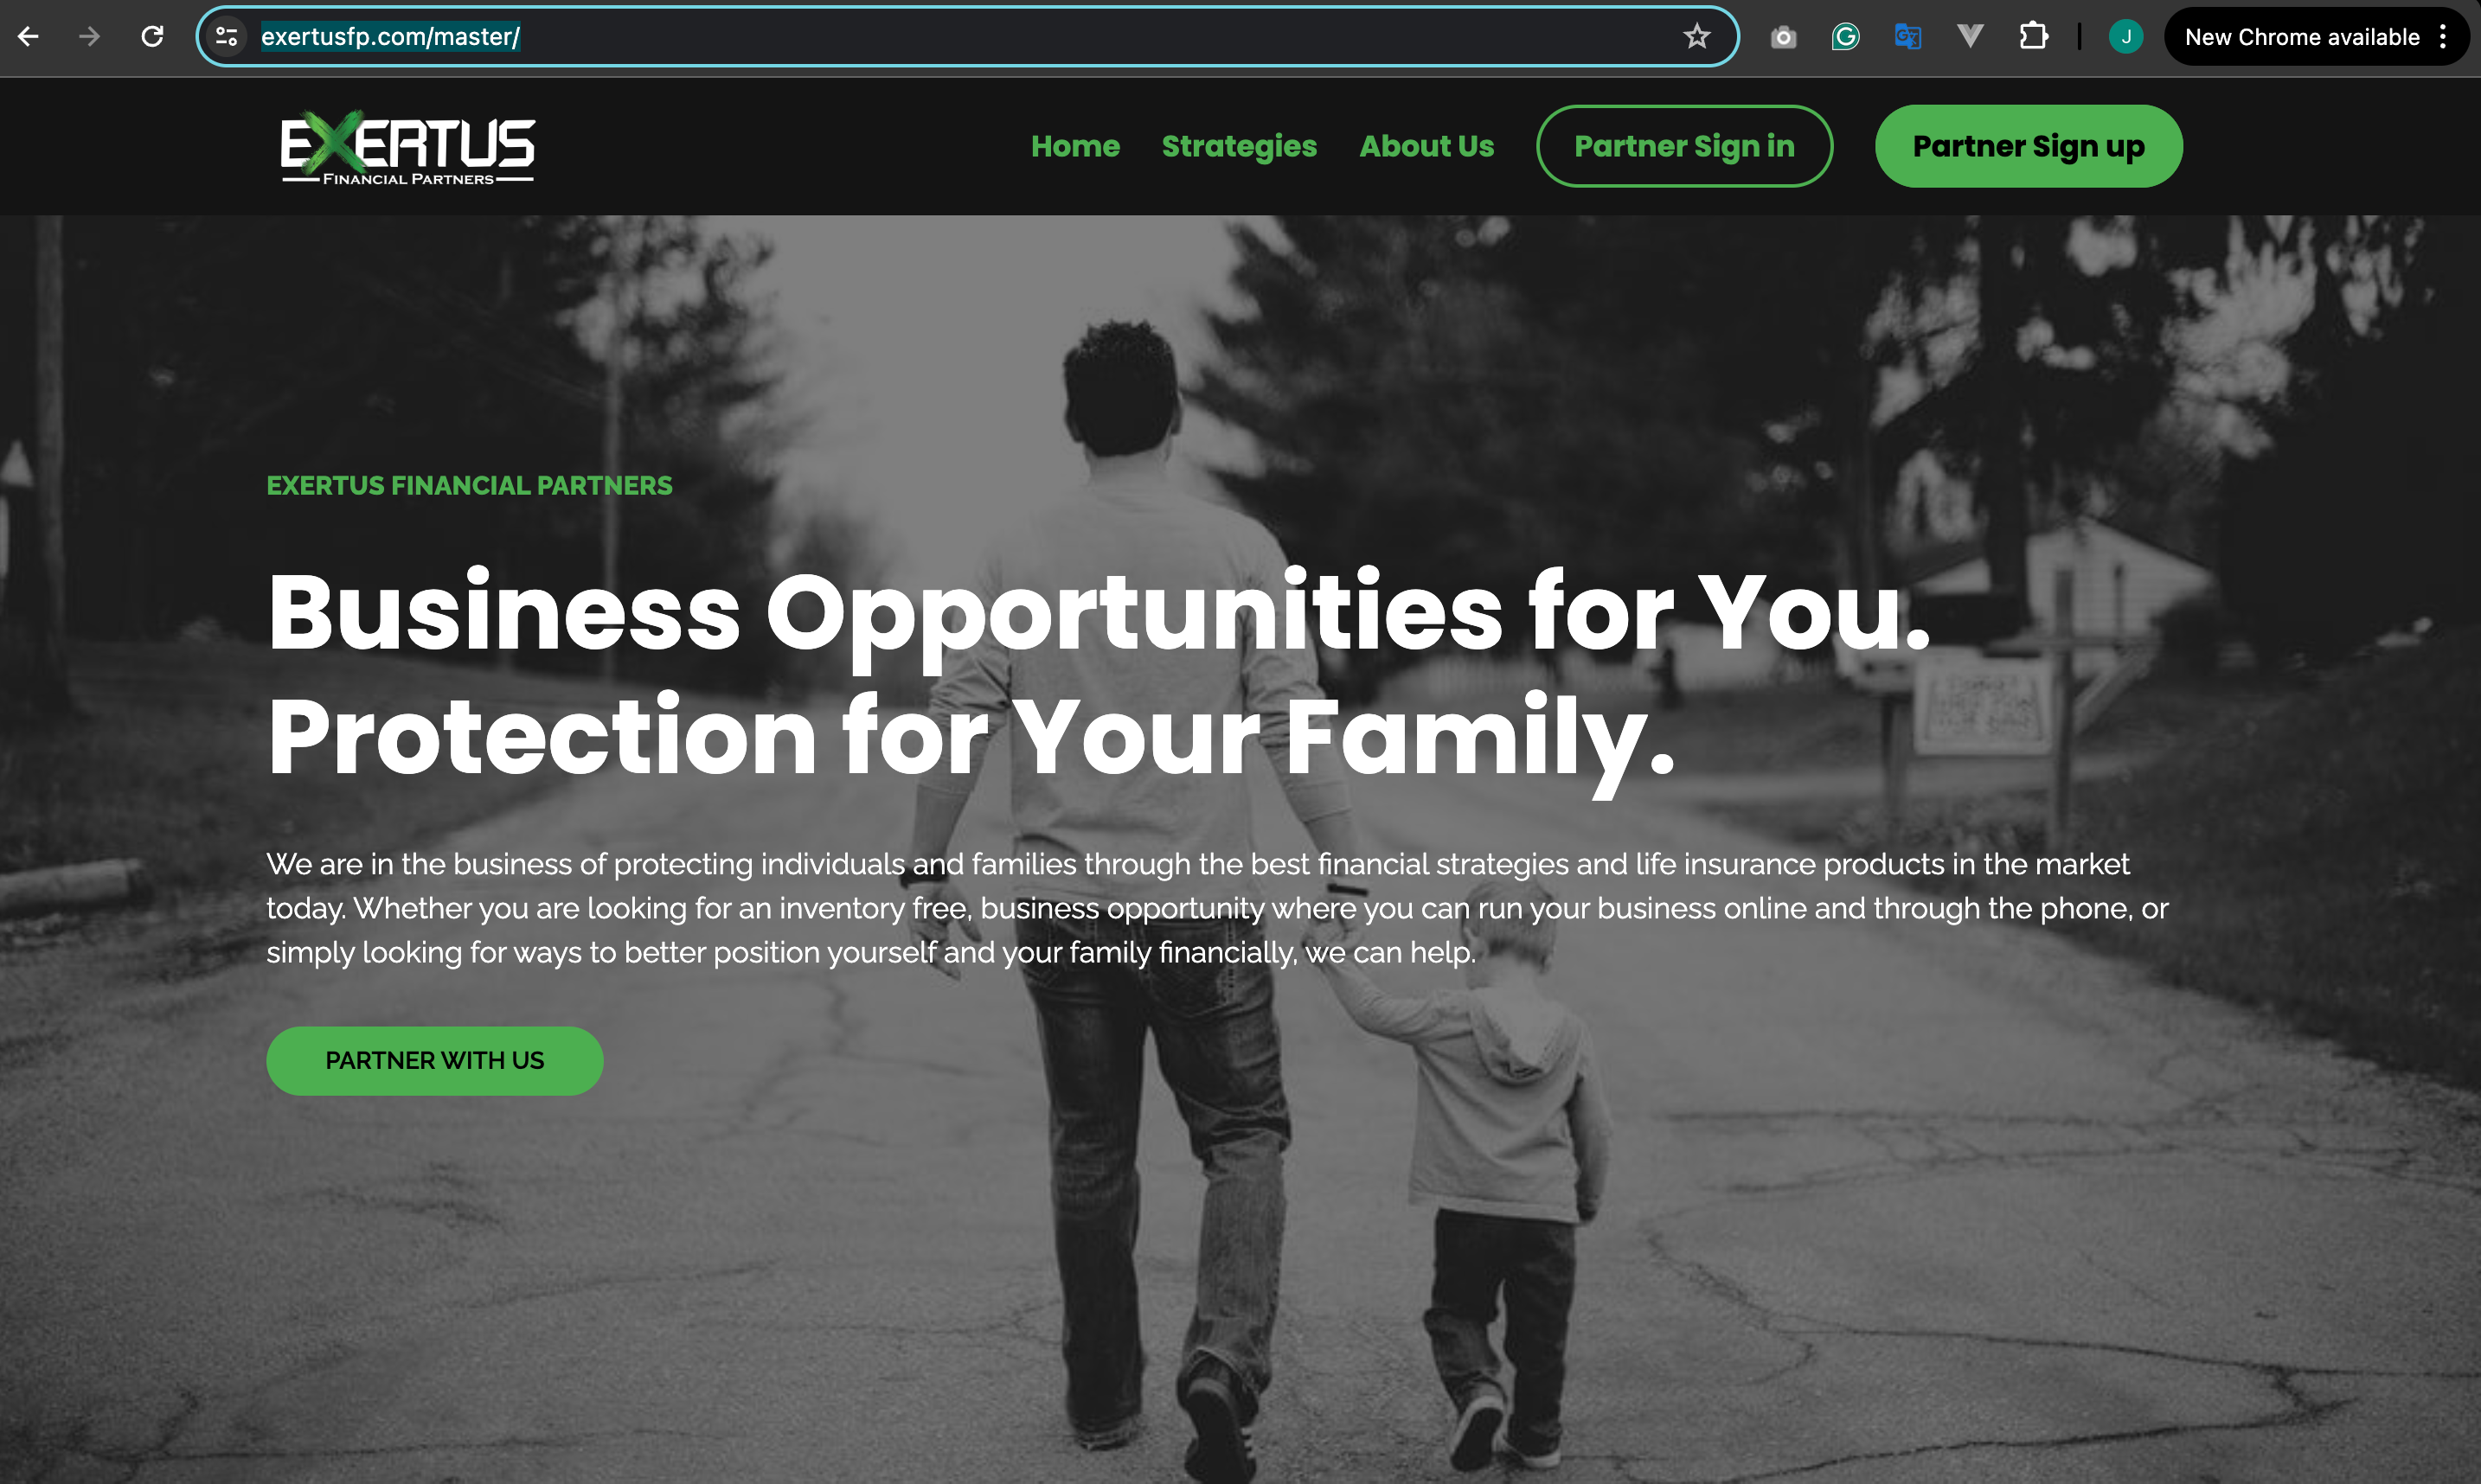 exertusfp.com/master/
J
New Chrome available
EXERTUS
FINANCIAL PARTNERS
Home
Strategies
About Us
Partner Sign in
Partner Sign up
EXERTUS FINANCIAL PARTNERS
Business Opportunities for You.
Protection for Your Family.
We are in the business of protecting individuals and families through the best financial strategies and life insurance products in the market
today. Whether you are looking for an inventory free, business opportunity where you can run your business online and through the phone, or
simply looking for ways to better position yourself and your family financially, we can help.
PARTNER WITH US